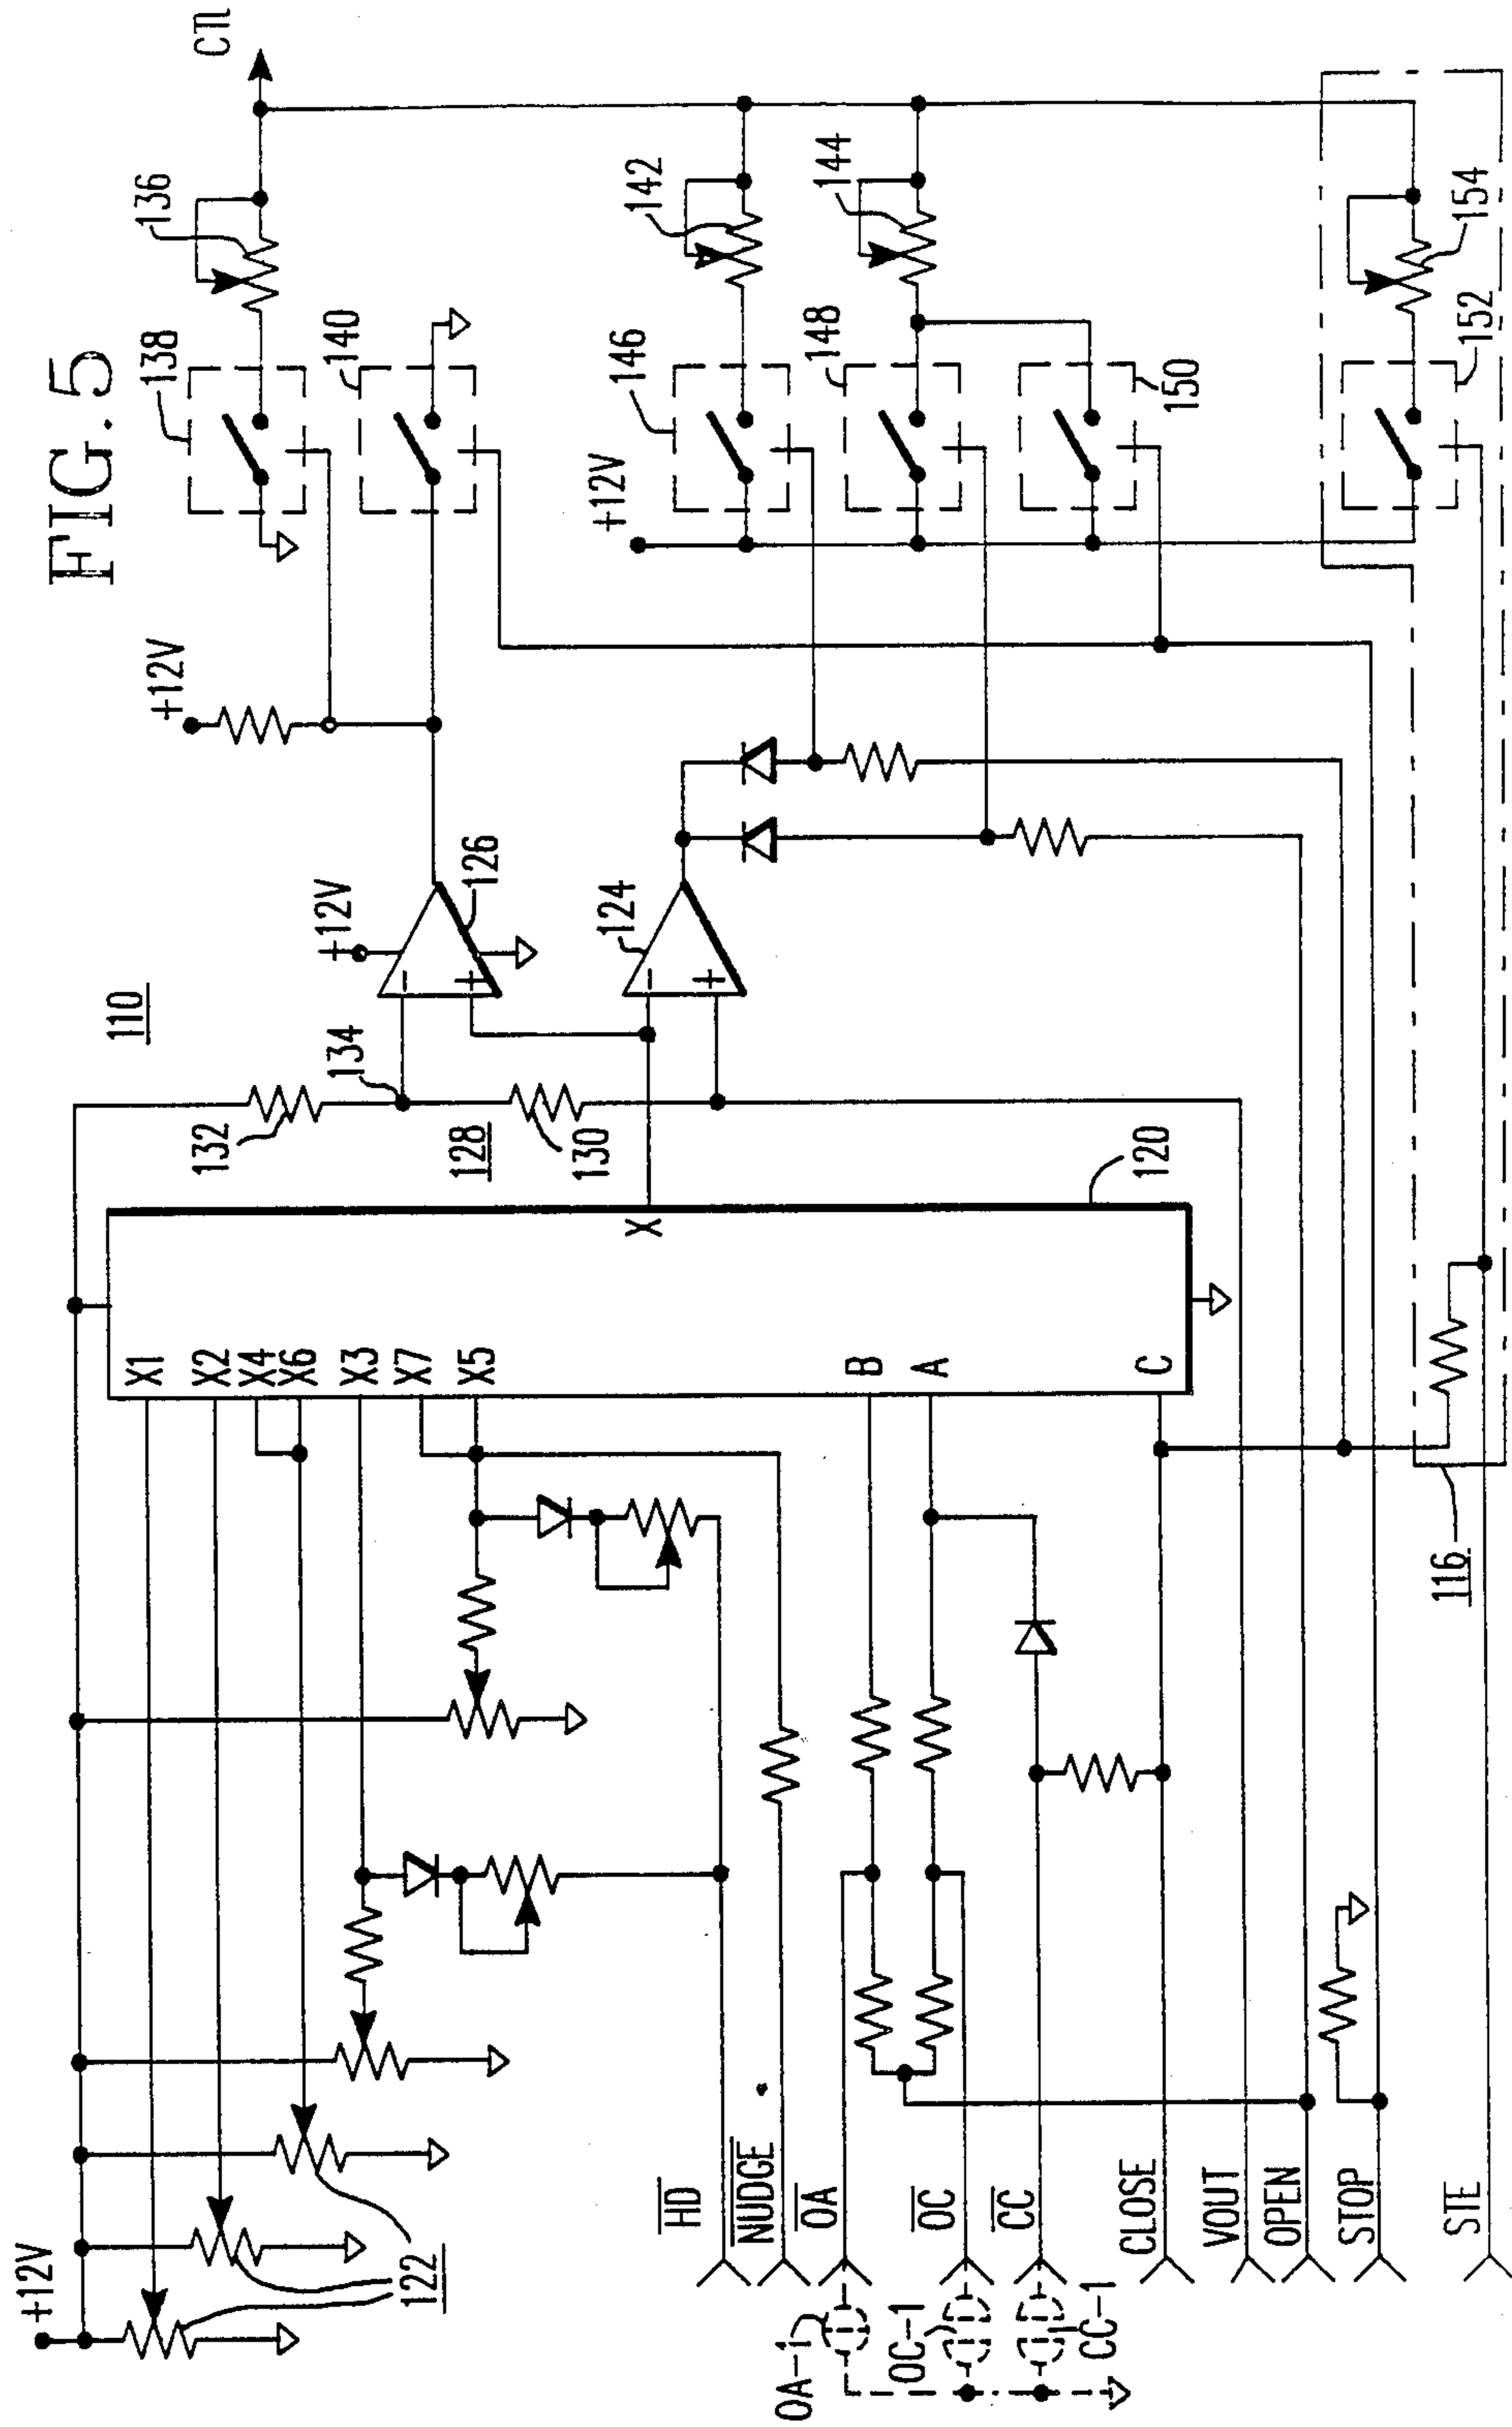 FIG. 5
110
+12V
122
X1
X2
X4
X6
X3
X7
X5
B
A
C
X
120
132
134
128
130
+12V
126
−
+
124
−
+
+12V
138
136
140
CTL
+12V
146
142
148
144
150
152
154
116
HD
NUDGE
OA
OC
CC
CLOSE
VOUT
OPEN
STOP
STE
OA-1
OC-1
CC-1